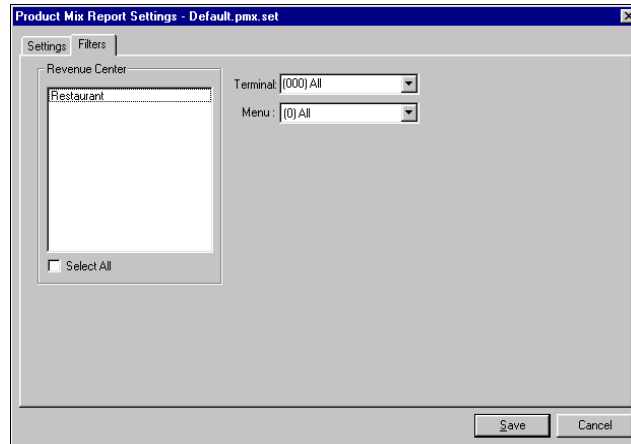 Product Mix Report Settings - Default.pmx.set
Settings Filters
Revenue Center
Restaurant
Select All
Terminal: (000) All
Menu : (0) All
Save Cancel